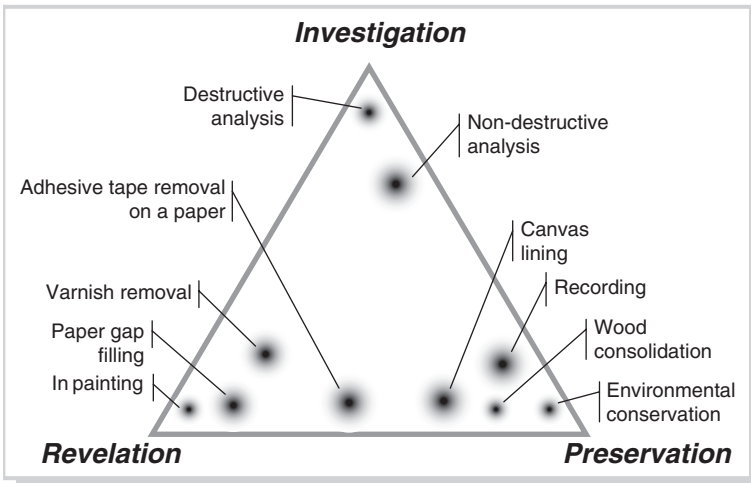 Investigation
Destructive
analysis
Non-destructive
analysis
Adhesive tape removal
on a paper
Canvas
lining
Varnish removal
Recording
Paper gap
filling
Wood
consolidation
In painting
Environmental
conservation
Revelation
Preservation